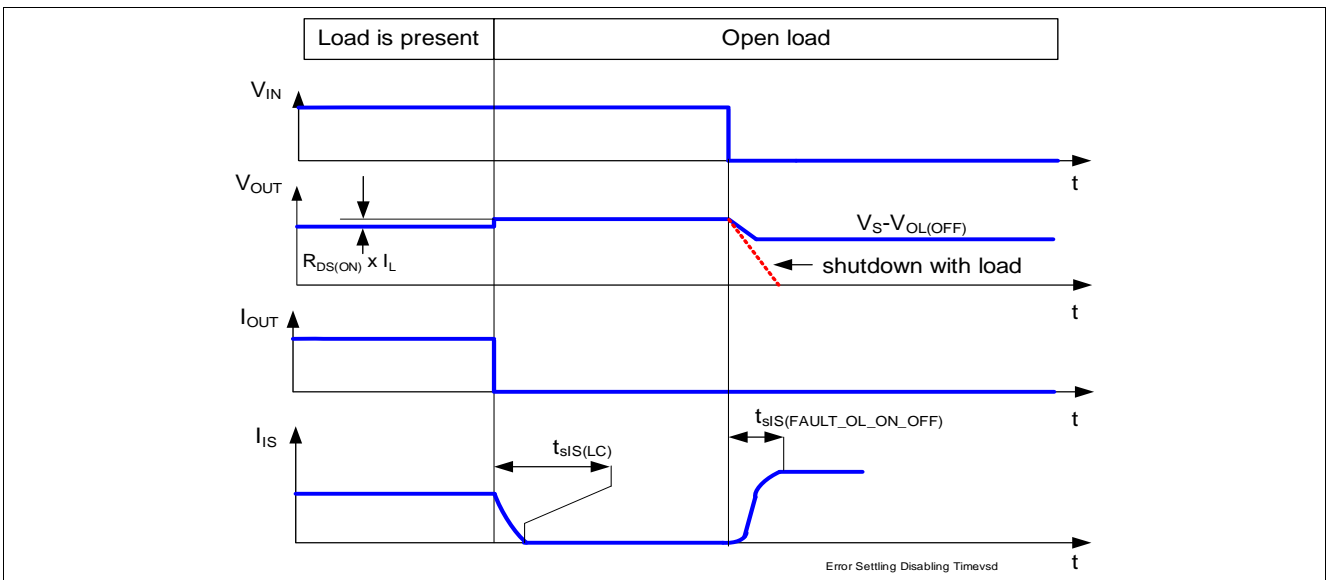 Load is present
Open load
VIN
t
VOUT
RDS(ON) x IL
VS-VOL(OFF)
shutdown with load
t
IOUT
t
IIS
tsIS(LC)
tsIS(FAULT_OL_ON_OFF)
t
Error Settling Disabling Timevsd